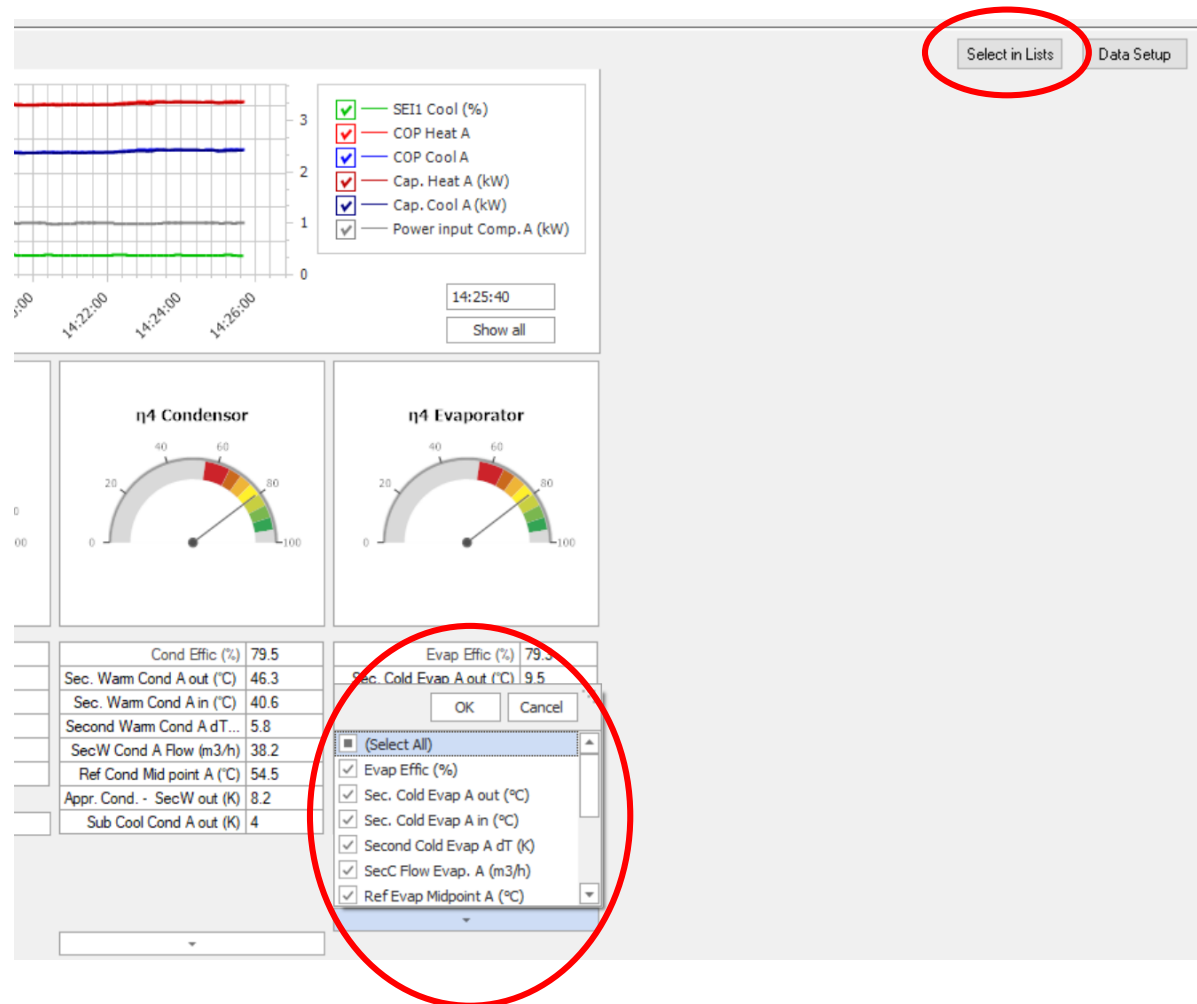 Select in Lists Data Setup
SEI1 Cool (%)
COP Heat A
COP Cool A
Cap. Heat A (kW)
Cap. Cool A (kW)
Power input Comp. A (kW)
3
2
1
0
14:22:00 14:24:00 14:26:00
14:25:40
Show all
η4 Condensor
0 20 40 60 80 100
η4 Evaporator
0 20 40 60 80 100
Cond Effic (%) 79.5
Sec. Warm Cond A out (°C) 46.3
Sec. Warm Cond A in (°C) 40.6
Second Warm Cond A dT... 5.8
SecW Cond A Flow (m3/h) 38.2
Ref Cond Mid point A (°C) 54.5
Appr. Cond. - SecW out (K) 8.2
Sub Cool Cond A out (K) 4
Evap Effic (%)
Sec. Cold Evap A out (°C) 9.5
OK Cancel
(Select All)
Evap Effic (%)
Sec. Cold Evap A out (°C)
Sec. Cold Evap A in (°C)
Second Cold Evap A dT (K)
SecC Flow Evap. A (m3/h)
Ref Evap Midpoint A (°C)